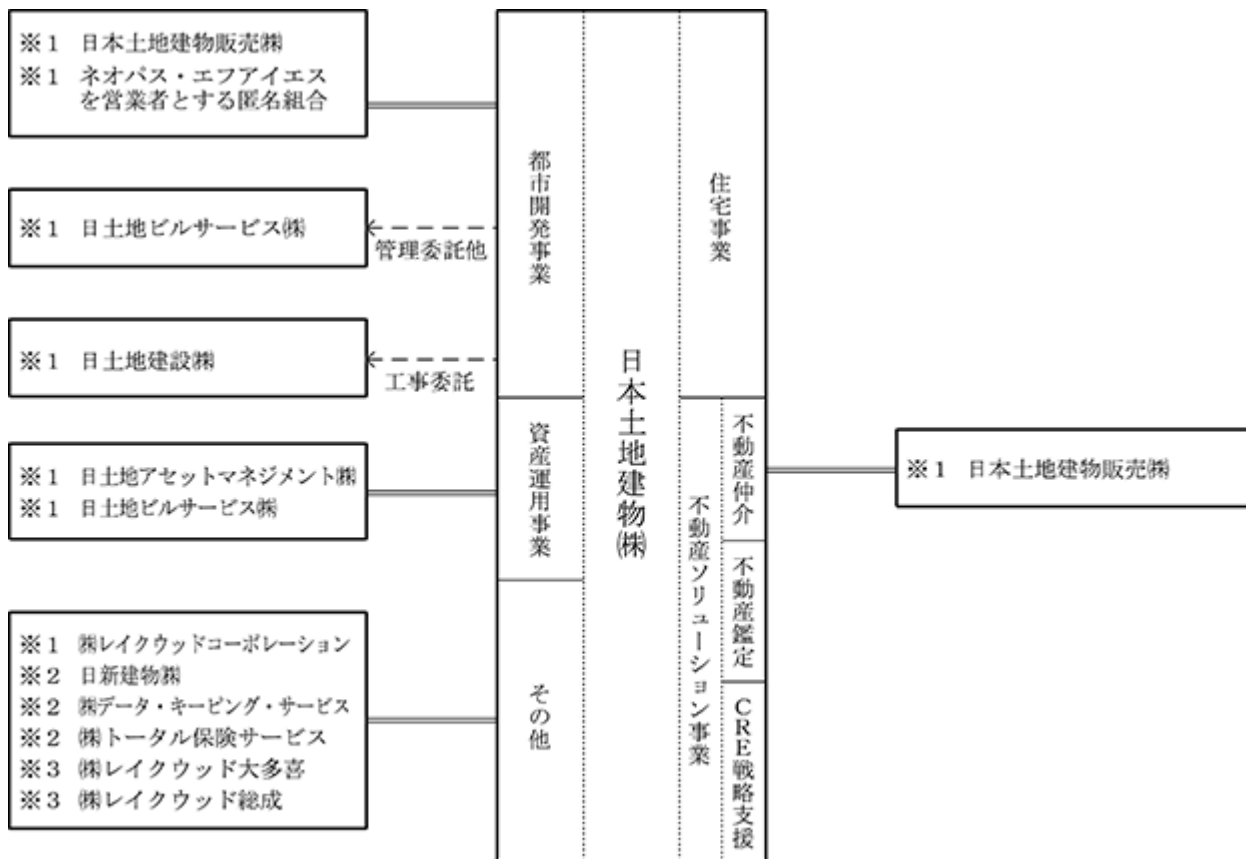 ※1 日本土地建物販売㈱
※1 ネオパス・エフアイエス
を営業者とする匿名組合
※1 日土地ビルサービス㈱
管理委託他
※1 日土地建設㈱
工事委託
※1 日土地アセットマネジメント㈱
※1 日土地ビルサービス㈱
※1 ㈱レイクウッドコーポレーション
※2 日新建物㈱
※2 ㈱データ・キーピング・サービス
※2 ㈱トータル保険サービス
※3 ㈱レイクウッド大多喜
※3 ㈱レイクウッド総成
都市開発事業
資産運用事業
その他
日本土地建物㈱
住宅事業
不動産ソリューション事業
不動産仲介
不動産鑑定
CRE戦略支援
※1 日本土地建物販売㈱